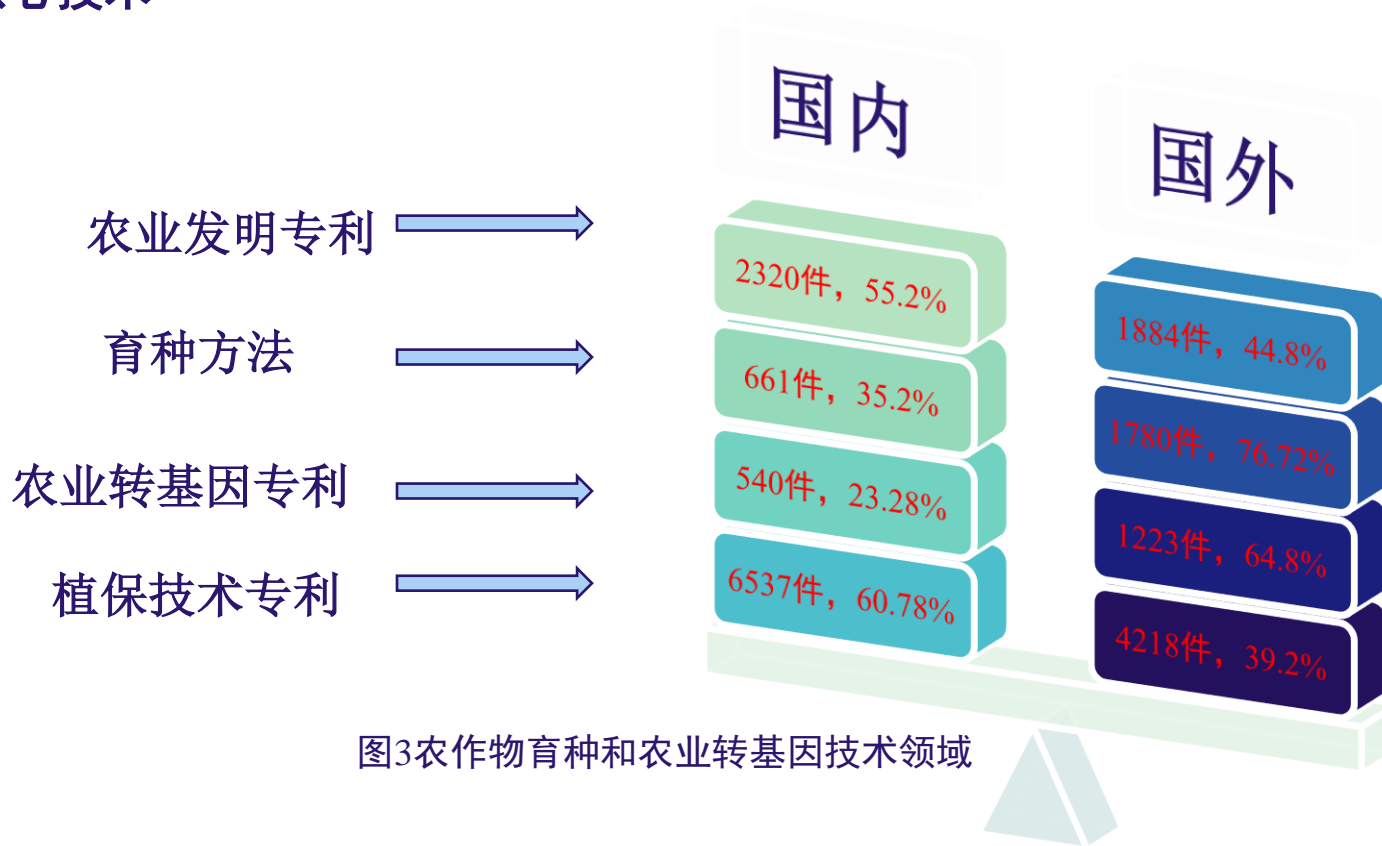 心技术
国内
国外
农业发明专利
2320件，55.2%
1884件，44.8%
育种方法
661件，35.2%
1780件，76.72%
农业转基因专利
540件，23.28%
1223件，64.8%
植保技术专利
6537件，60.78%
4218件，39.2%
图3农作物育种和农业转基因技术领域